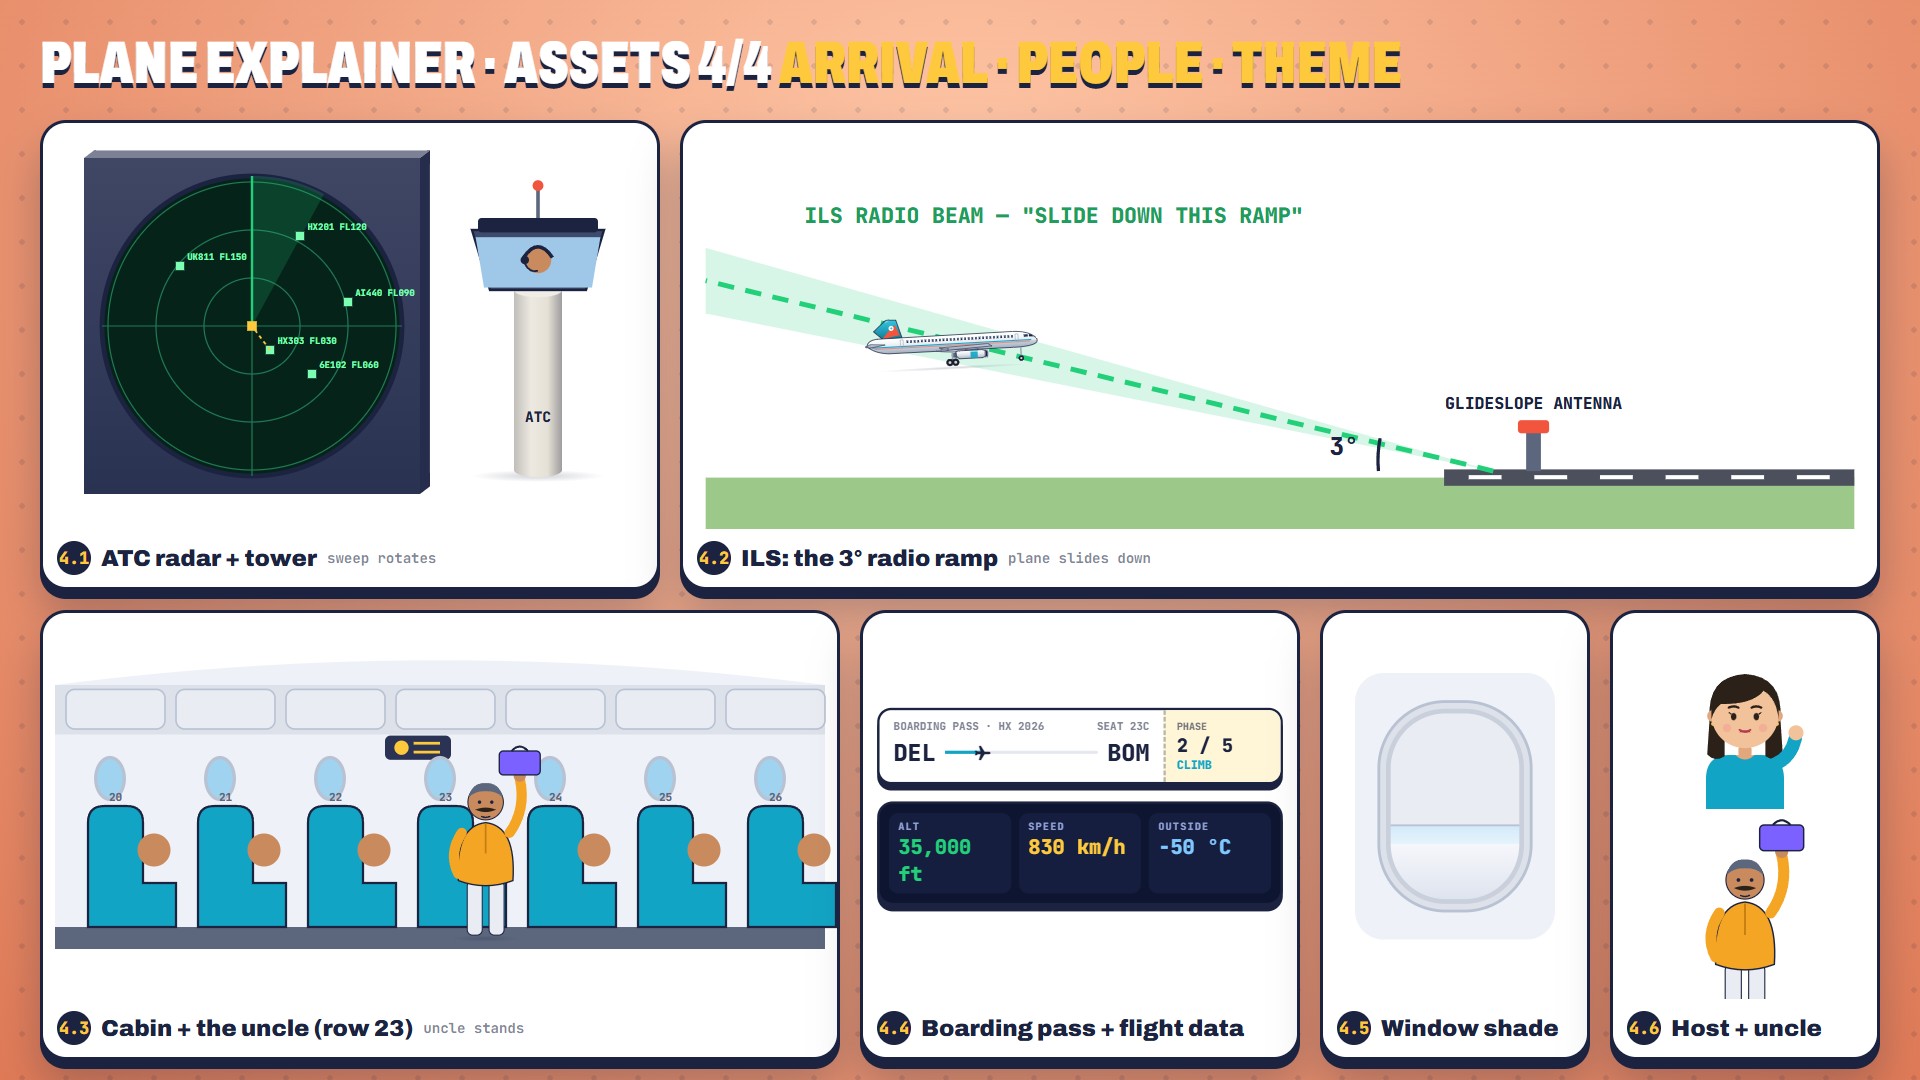 PLANE EXPLAINER · ASSETS 4/4 ARRIVAL · PEOPLE · THEME
HX201 FL120
UK811 FL150
AI440 FL090
HX303 FL030
6E102 FL060
ATC
4.1 ATC radar + tower sweep rotates
ILS RADIO BEAM — "SLIDE DOWN THIS RAMP"
GLIDESLOPE ANTENNA
3°
4.2 ILS: the 3° radio ramp plane slides down
20 21 22 23 24 25 26
4.3 Cabin + the uncle (row 23) uncle stands
BOARDING PASS · HX 2026 SEAT 23C
DEL BOM
PHASE
2 / 5
CLIMB
ALT
35,000
ft
SPEED
830 km/h
OUTSIDE
-50 °C
4.4 Boarding pass + flight data
4.5 Window shade
4.6 Host + uncle